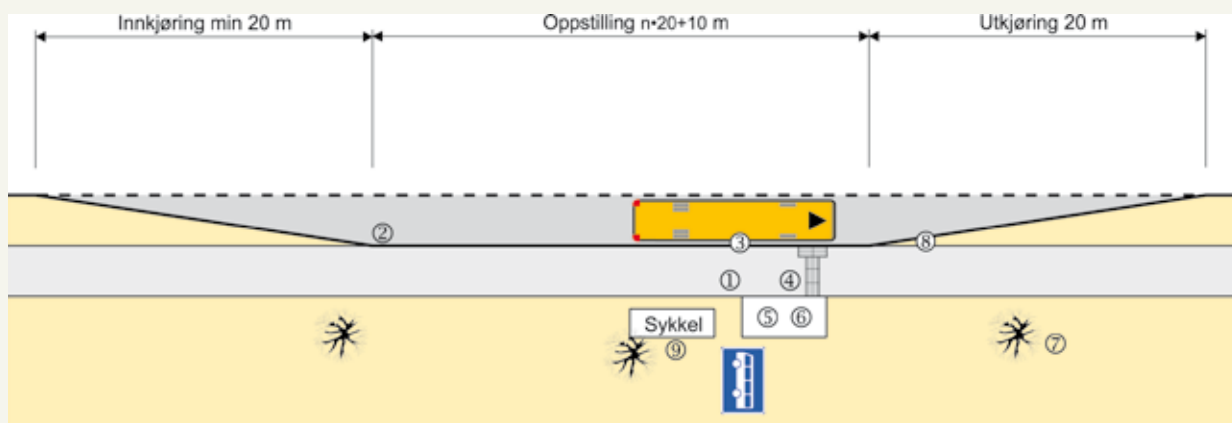 Innkjøring min 20 m
Oppstilling n•20+10 m
Utkjøring 20 m
②
③
⑧
①
④
⑤ ⑥
Sykkel
⑦
⑨